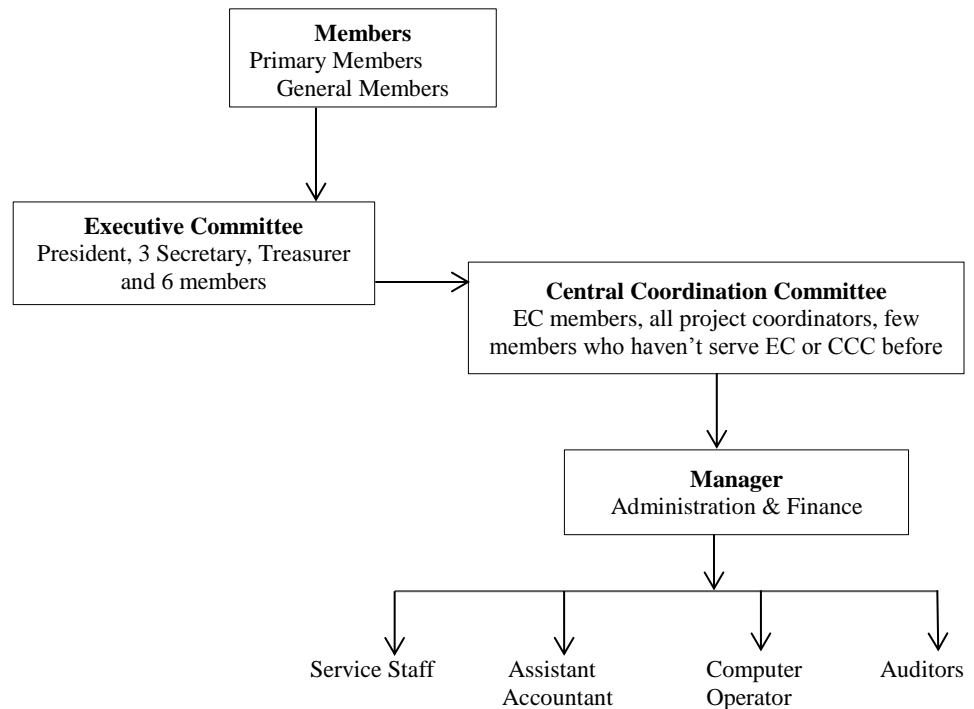 Members
Primary Members
General Members
Executive Committee
President, 3 Secretary, Treasurer
and 6 members
Central Coordination Committee
EC members, all project coordinators, few
members who haven’t serve EC or CCC before
Manager
Administration & Finance
Service Staff
Assistant
Accountant
Computer
Operator
Auditors